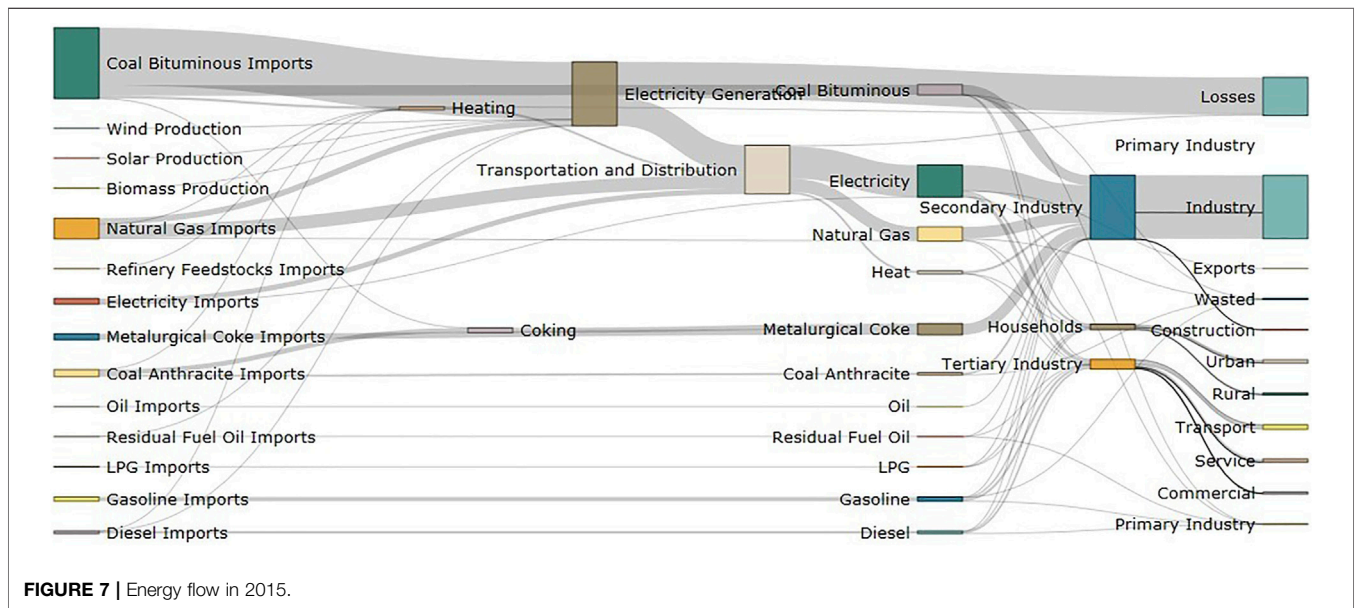 Coal Bituminous Imports
Wind Production
Solar Production
Biomass Production
Natural Gas Imports
Refinery Feedstocks Imports
Electricity Imports
Metalurgical Coke Imports
Coal Anthracite Imports
Oil Imports
Residual Fuel Oil Imports
LPG Imports
Gasoline Imports
Diesel Imports
Heating
Coking
Electricity Generation
Transportation and Distribution
Coal Bituminous
Electricity
Natural Gas
Heat
Metalurgical Coke
Coal Anthracite
Oil
Residual Fuel Oil
LPG
Gasoline
Diesel
Secondary Industry
Households
Tertiary Industry
Losses
Primary Industry
Industry
Exports
Wasted
Construction
Urban
Rural
Transport
Service
Commercial
Primary Industry
FIGURE 7 | Energy flow in 2015.